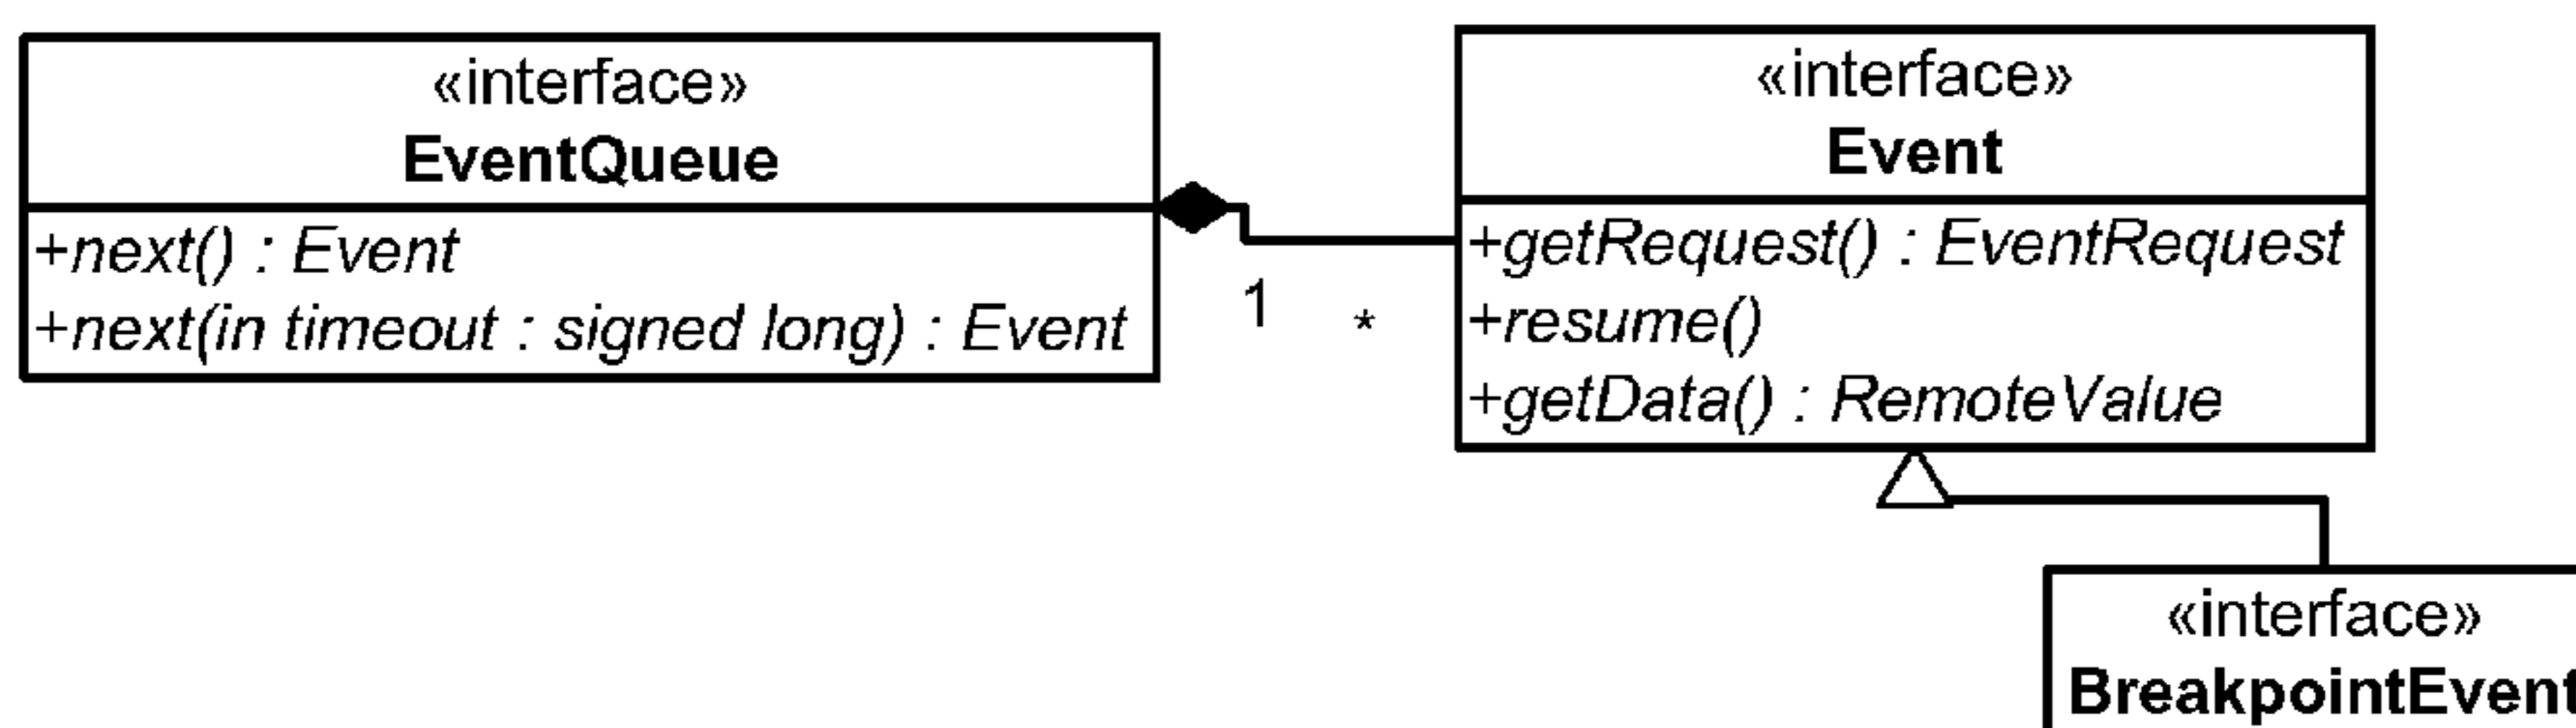 «interface»
EventQueue
+next() : Event
+next(in timeout : signed long) : Event
1
*
«interface»
Event
+getRequest() : EventRequest
+resume()
+getData() : RemoteValue
«interface»
BreakpointEvent